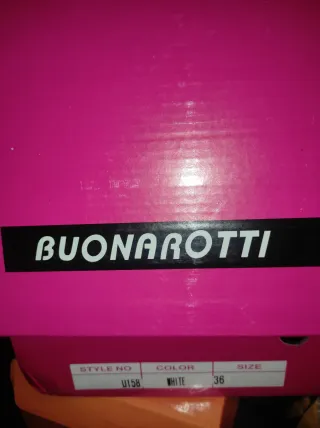 BUONAROTTI
STYLE NO COLOR SIZE
U158 WHITE 36